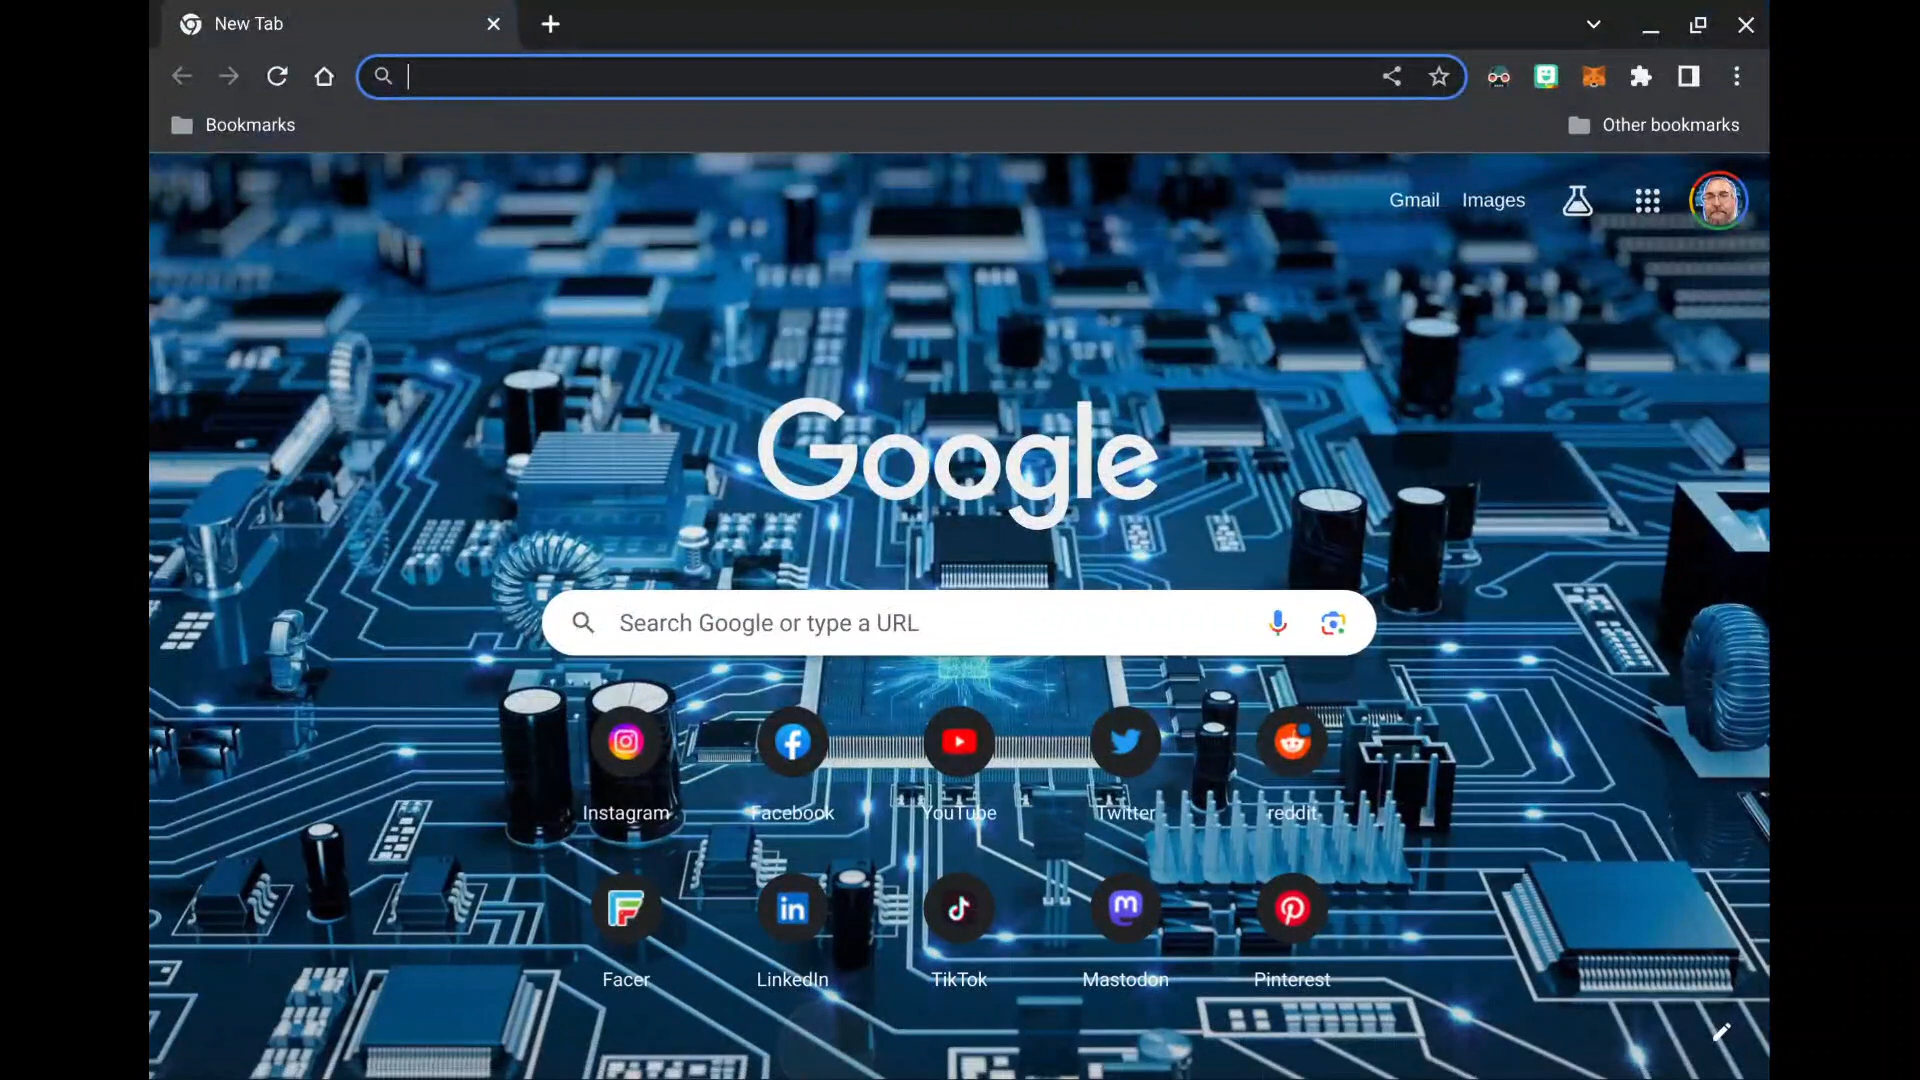 New Tab
Bookmarks
Other bookmarks
Gmail Images
Google
Search Google or type a URL
Instagram Facebook YouTube Twitter reddit
Facer LinkedIn TikTok Mastodon Pinterest